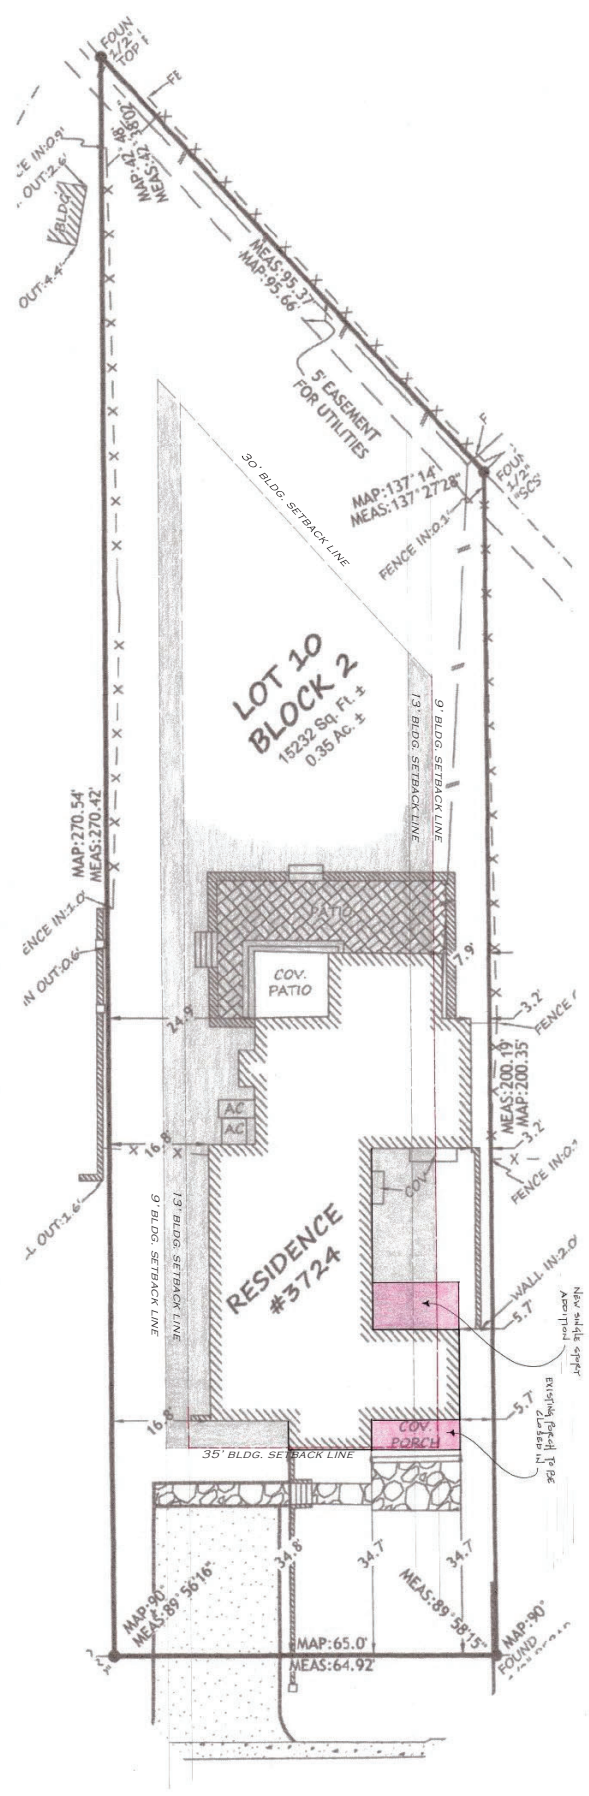 FOUN
1/2"
TOP
FE
MAP:42° 48'
MEAS:42°38'02"
CE IN:0.9'
OUT:2.6'
BLDG.
OUT:4.4'
MEAS:95.37'
MAP:95.66'
5' EASEMENT
FOR UTILITIES
F
FOUN
1/2"
"SCS"
MAP:137°14'
MEAS:137°27'28"
FENCE IN:0.1'
30' BLDG. SETBACK LINE
LOT 10
BLOCK 2
15232 Sq. Ft. ±
0.35 Ac. ±
13' BLDG. SETBACK LINE
9' BLDG. SETBACK LINE
MAP:270.54'
MEAS:270.42'
ENCE IN:1.0'
N OUT:0.6'
PATIO
7.9'
COV.
PATIO
24.9'
3.2'
FENCE
MEAS:200.19'
MAP:200.35'
AC
AC
16.8'
3.2'
FENCE IN:0.
COV
L OUT:1.6'
9' BLDG. SETBACK LINE
13' BLDG. SETBACK LINE
RESIDENCE
#3724
WALL IN:2.0'
5.7'
NEW SINGLE STORY
ADDITION
5.7'
16.8'
COV.
PORCH
EXISTING PORCH TO BE
CLOSED IN
35' BLDG. SETBACK LINE
34.8'
34.7'
34.7'
MAP:90°
MEAS:89°56'16"
MEAS:89°58'15"
MAP:90°
FOUND
MAP:65.0'
MEAS:64.92'